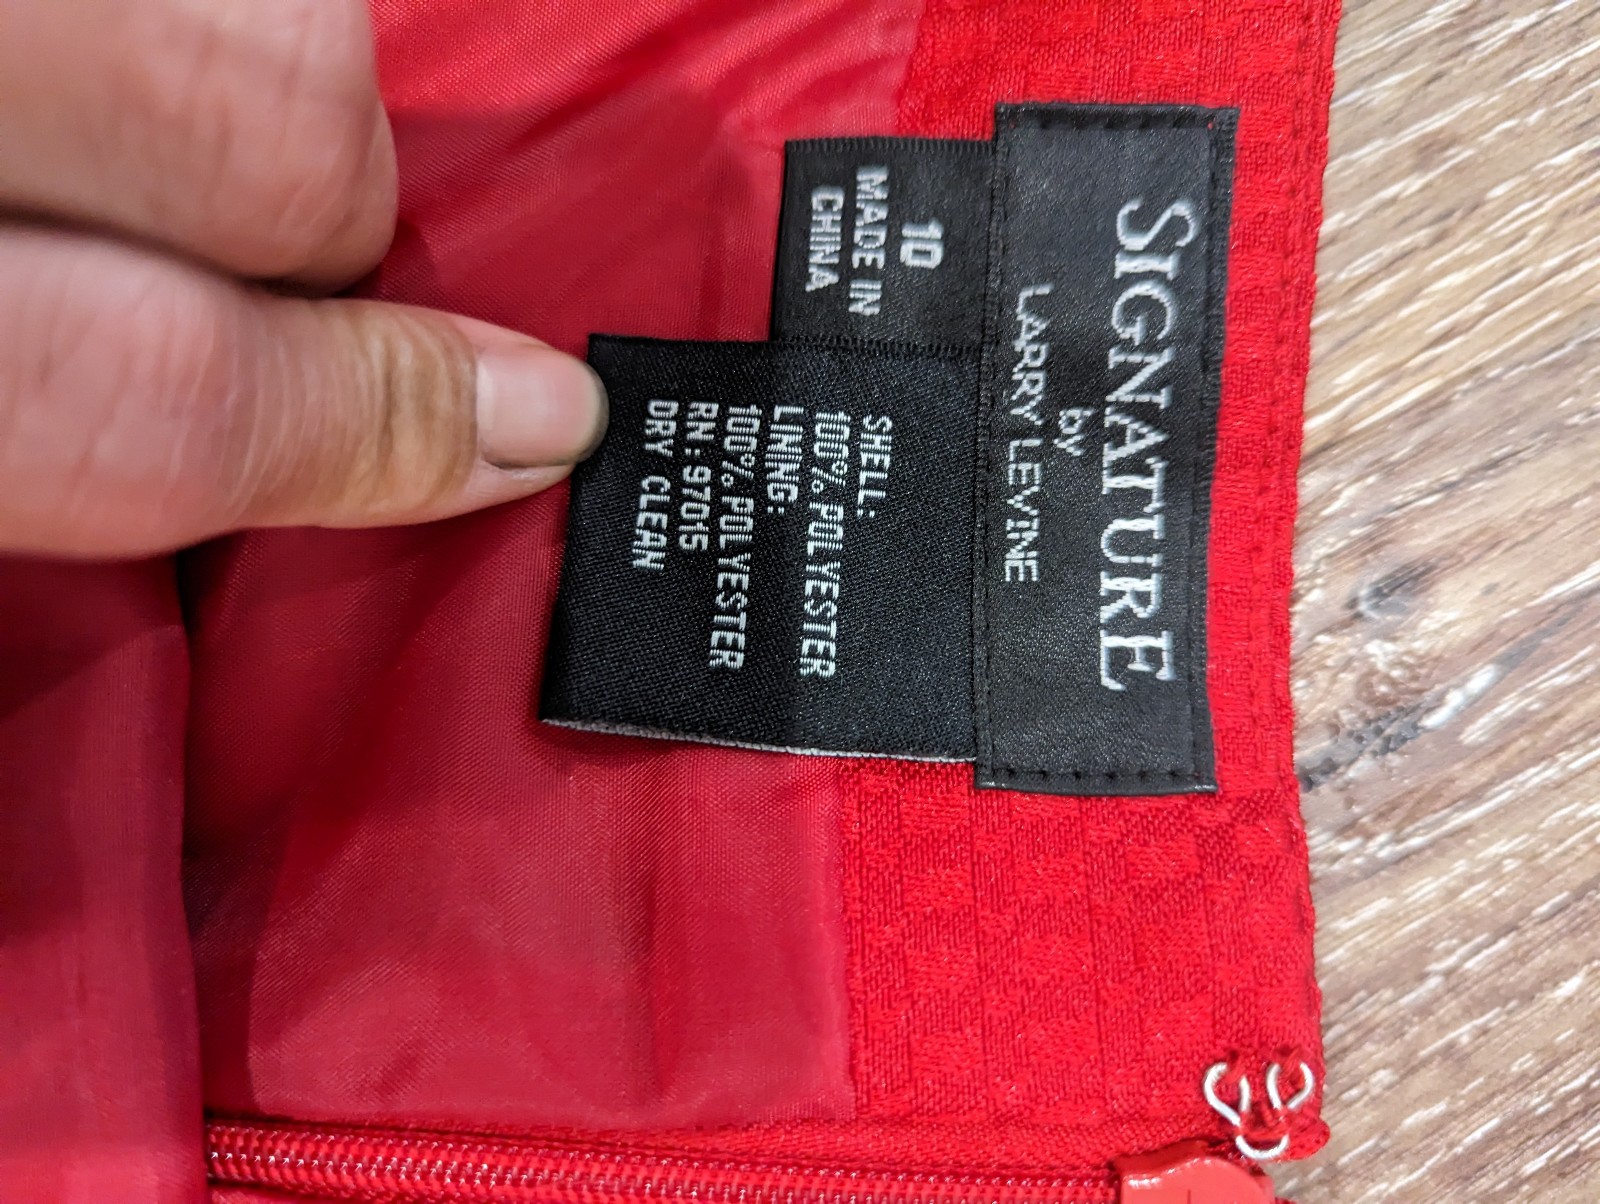 SIGNATURE
by
LARRY LEVINE
10
MADE IN
CHINA
SHELL:
100% POLYESTER
LINING:
100% POLYESTER
RN: 97015
DRY CLEAN